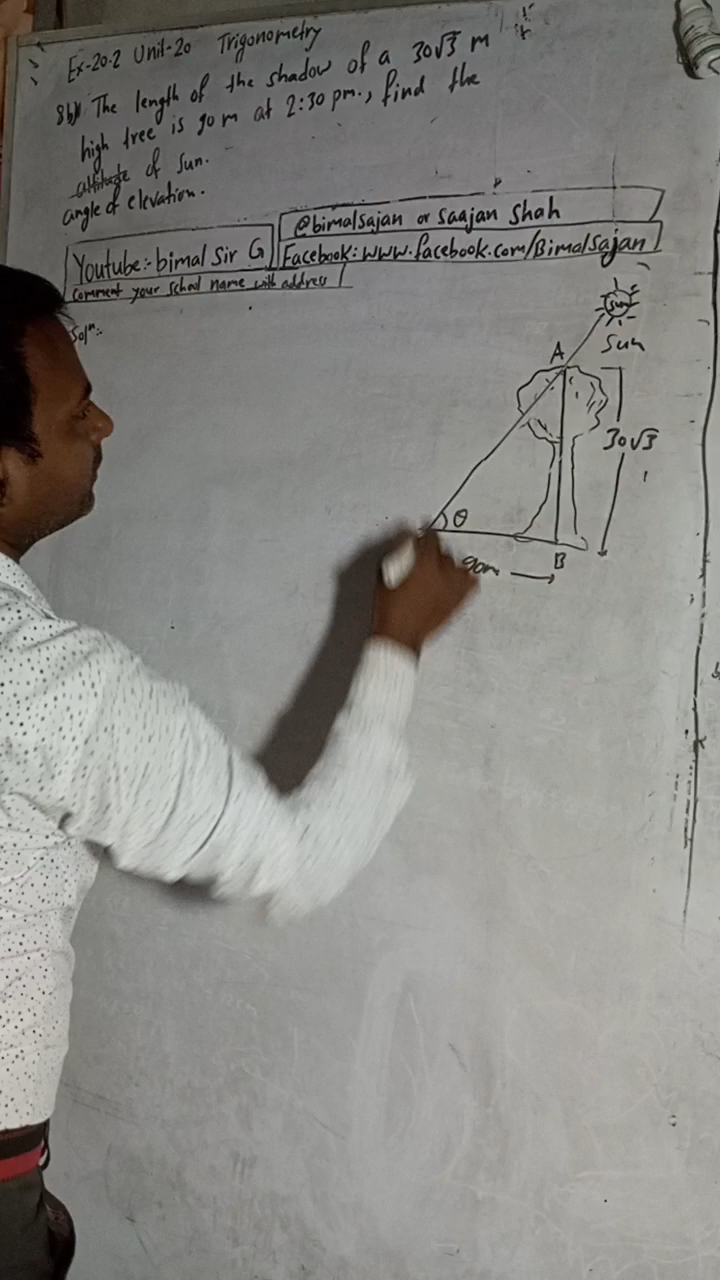 Ex-20.2 Unit-20 Trigonometry
8b) The length of the shadow of a 30√3 m
high tree is 90 m at 2:30 pm., find the
altitude of sun.
angle of elevation.
@bimalsajan or Saajan Shah
Youtube:- bimal Sir G
Facebook: www.facebook.com/Bimalsajan
Comment your school name with address
Solⁿ:-
sun
Sun
A
30√3
θ
90m
B